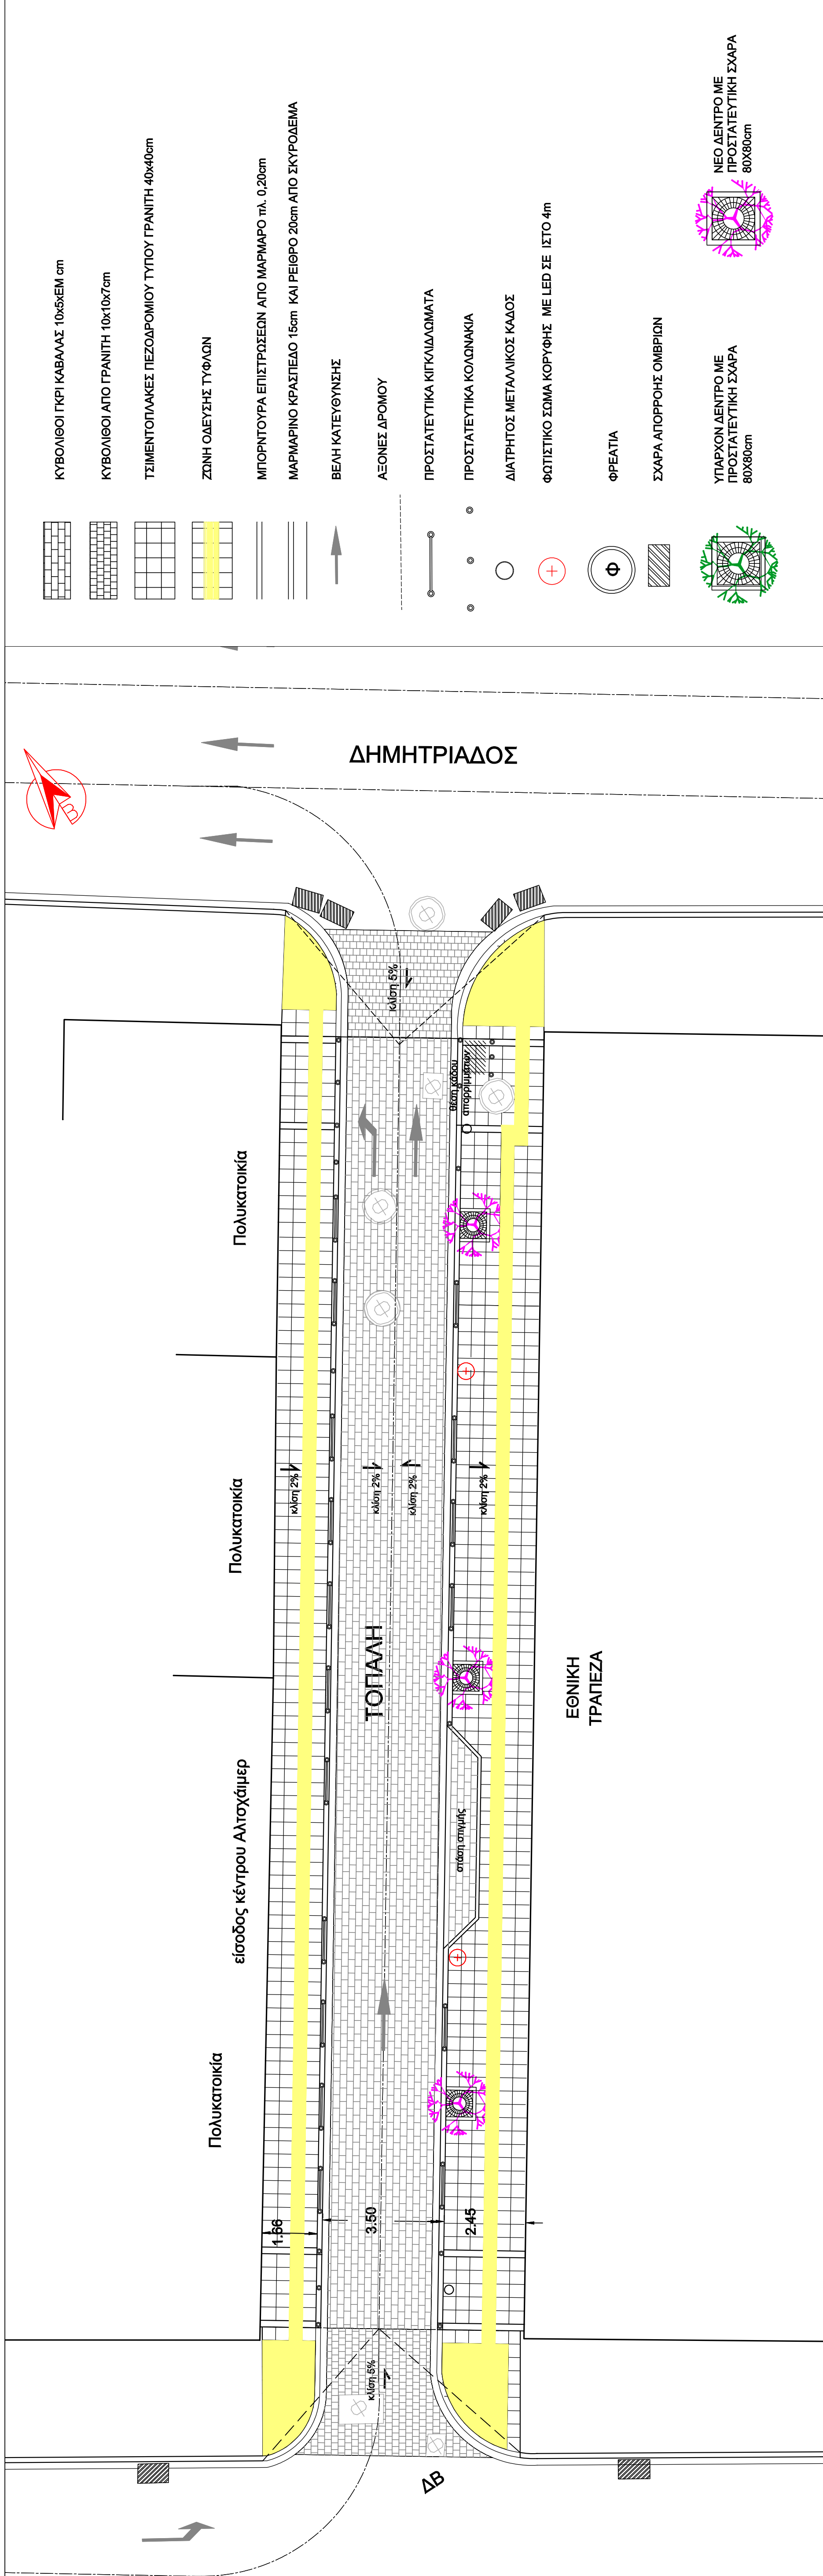 ΚΥΒΟΛΙΘΟΙ ΓΚΡΙ ΚΑΒΑΛΑΣ 10x5xEM cm
ΚΥΒΟΛΙΘΟΙ ΑΠΟ ΓΡΑΝΙΤΗ 10x10x7cm
ΤΣΙΜΕΝΤΟΠΛΑΚΕΣ ΠΕΖΟΔΡΟΜΙΟΥ ΤΥΠΟΥ ΓΡΑΝΙΤΗ 40x40cm
ΖΩΝΗ ΟΔΕΥΣΗΣ ΤΥΦΛΩΝ
ΜΠΟΡΝΤΟΥΡΑ ΕΠΙΣΤΡΩΣΕΩΝ ΑΠΟ ΜΑΡΜΑΡΟ πλ. 0,20cm
ΜΑΡΜΑΡΙΝΟ ΚΡΑΣΠΕΔΟ 15cm ΚΑΙ ΡΕΙΘΡΟ 20cm ΑΠΟ ΣΚΥΡΟΔΕΜΑ
ΒΕΛΗ ΚΑΤΕΥΘΥΝΣΗΣ
ΑΞΟΝΕΣ ΔΡΟΜΟΥ
ΠΡΟΣΤΑΤΕΥΤΙΚΑ ΚΙΓΚΛΙΔΛΩΜΑΤΑ
ΠΡΟΣΤΑΤΕΥΤΙΚΑ ΚΟΛΩΝΑΚΙΑ
ΔΙΑΤΡΗΤΟΣ ΜΕΤΑΛΛΙΚΟΣ ΚΑΔΟΣ
ΦΩΤΙΣΤΙΚΟ ΣΩΜΑ ΚΟΡΥΦΗΣ ΜΕ LED ΣΕ ΙΣΤΟ 4m
Φ
ΦΡΕΑΤΙΑ
ΣΧΑΡΑ ΑΠΟΡΡΟΗΣ ΟΜΒΡΙΩΝ
ΥΠΑΡΧΟΝ ΔΕΝΤΡΟ ΜΕ
ΠΡΟΣΤΑΤΕΥΤΙΚΗ ΣΧΑΡΑ
80X80cm
ΝΕΟ ΔΕΝΤΡΟ ΜΕ
ΠΡΟΣΤΑΤΕΥΤΙΚΗ ΣΧΑΡΑ
80X80cm
ΔΗΜΗΤΡΙΑΔΟΣ
κλίση 5%
θέση κάδου
απορριμμάτων
Φ
Φ
Φ
Φ
Φ
Πολυκατοικία
Πολυκατοικία
κλίση 2%
κλίση 2%
κλίση 2%
κλίση 2%
ΤΟΠΑΛΗ
ΕΘΝΙΚΗ
ΤΡΑΠΕΖΑ
είσοδος κέντρου Αλτσχάιμερ
στάση στιγμής
Πολυκατοικία
1.66
3.50
2.45
κλίση 5%
Φ
Φ
ΔΒ